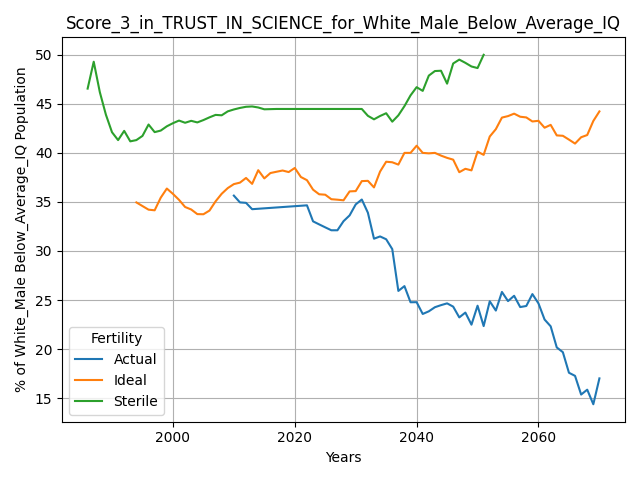 Score_3_in_TRUST_IN_SCIENCE_for_White_Male_Below_Average_IQ
% of White_Male Below_Average_IQ Population
50
45
40
35
30
25
20
15
Fertility
Actual
Ideal
Sterile
2000 2020 2040 2060
Years